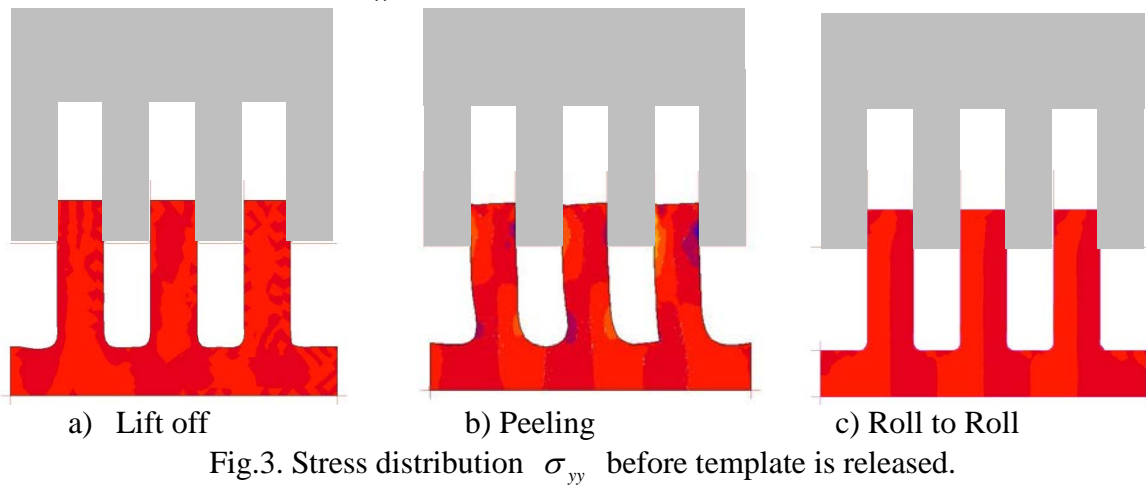 a) Lift off
b) Peeling
c) Roll to Roll
Fig.3. Stress distribution σyy before template is released.